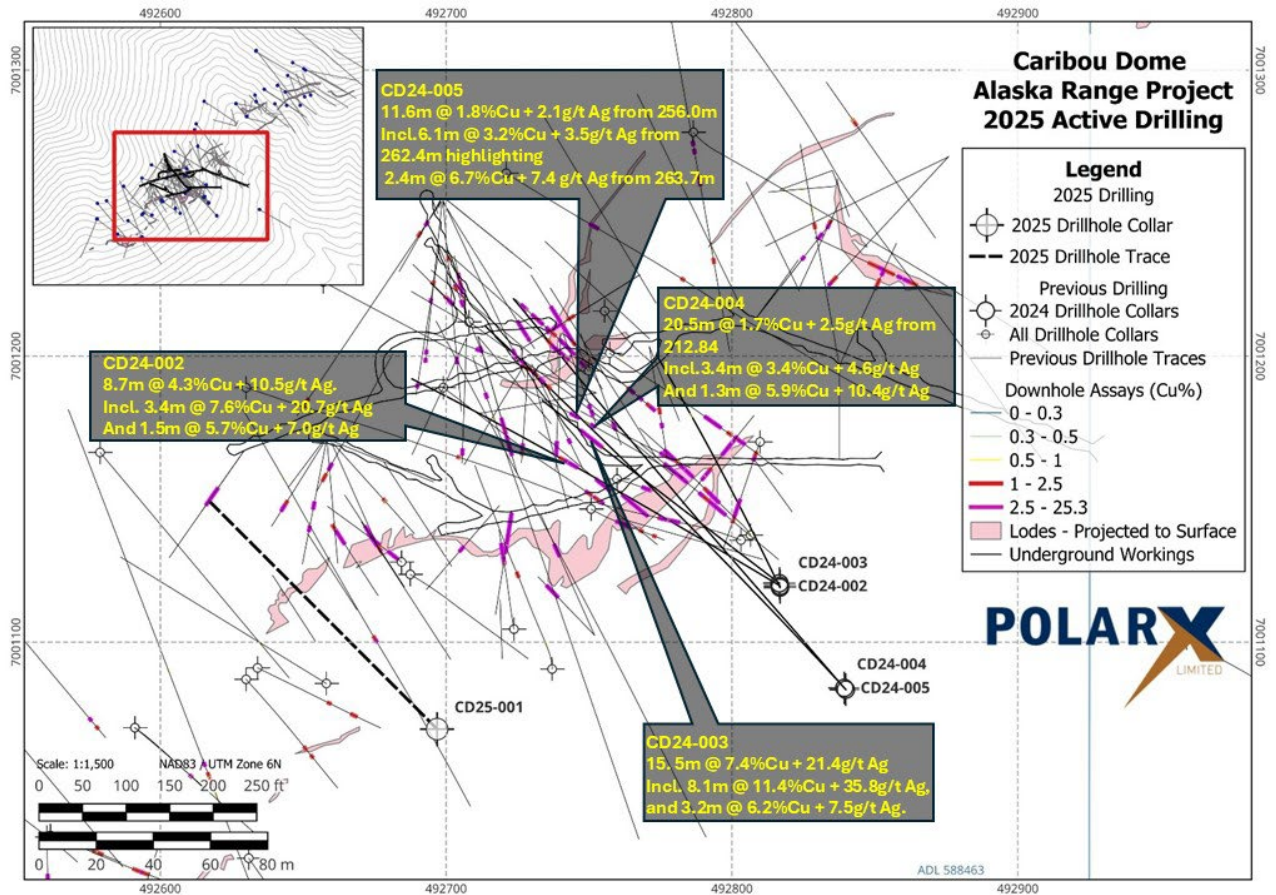 492600
492700
492800
492900
7001300
7001300
Caribou Dome
Alaska Range Project
2025 Active Drilling
CD24-005
11.6m @ 1.8%Cu + 2.1g/t Ag from 256.0m
Incl.6.1m @ 3.2%Cu + 3.5g/t Ag from
262.4m highlighting
2.4m @ 6.7%Cu + 7.4 g/t Ag from 263.7m
Legend
2025 Drilling
2025 Drillhole Collar
2025 Drillhole Trace
Previous Drilling
2024 Drillhole Collars
All Drillhole Collars
Previous Drillhole Traces
Downhole Assays (Cu%)
0 - 0.3
0.3 - 0.5
0.5 - 1
1 - 2.5
2.5 - 25.3
Lodes - Projected to Surface
Underground Workings
CD24-004
20.5m @ 1.7%Cu + 2.5g/t Ag from
212.84
Incl.3.4m @ 3.4%Cu + 4.6g/t Ag
And 1.3m @ 5.9%Cu + 10.4g/t Ag
7001200
7001200
CD24-002
8.7m @ 4.3%Cu + 10.5g/t Ag.
Incl. 3.4m @ 7.6%Cu + 20.7g/t Ag
And 1.5m @ 5.7%Cu + 7.0g/t Ag
CD24-003
CD24-002
POLARX
LIMITED
7001100
7001100
CD24-004
CD24-005
CD25-001
CD24-003
15.5m @ 7.4%Cu + 21.4g/t Ag
Incl. 8.1m @ 11.4%Cu + 35.8g/t Ag,
and 3.2m @ 6.2%Cu + 7.5g/t Ag.
Scale: 1:1,500
NAD83 / UTM Zone 6N
0 50 100 150 200 250 ft
0 20 40 60 80 m
ADL 588463
492600
492700
492800
492900